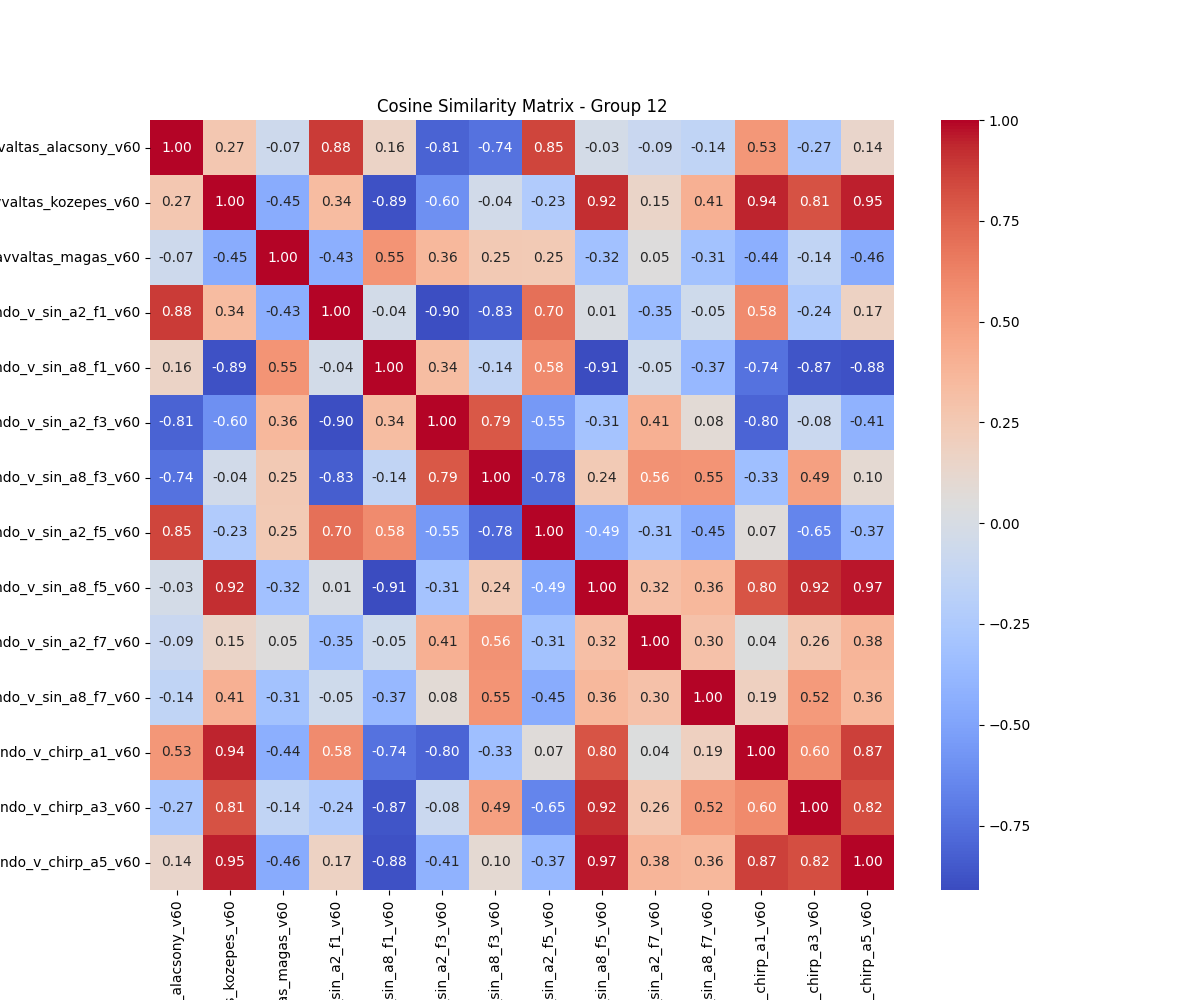 Cosine Similarity Matrix - Group 12
valtas_alacsony_v60 1.00 0.27 -0.07 0.88 0.16 -0.81 -0.74 0.85 -0.03 -0.09 -0.14 0.53 -0.27 0.14
valtas_kozepes_v60 0.27 1.00 -0.45 0.34 -0.89 -0.60 -0.04 -0.23 0.92 0.15 0.41 0.94 0.81 0.95
avvaltas_magas_v60 -0.07 -0.45 1.00 -0.43 0.55 0.36 0.25 0.25 -0.32 0.05 -0.31 -0.44 -0.14 -0.46
ndo_v_sin_a2_f1_v60 0.88 0.34 -0.43 1.00 -0.04 -0.90 -0.83 0.70 0.01 -0.35 -0.05 0.58 -0.24 0.17
ndo_v_sin_a8_f1_v60 0.16 -0.89 0.55 -0.04 1.00 0.34 -0.14 0.58 -0.91 -0.05 -0.37 -0.74 -0.87 -0.88
ndo_v_sin_a2_f3_v60 -0.81 -0.60 0.36 -0.90 0.34 1.00 0.79 -0.55 -0.31 0.41 0.08 -0.80 -0.08 -0.41
ndo_v_sin_a8_f3_v60 -0.74 -0.04 0.25 -0.83 -0.14 0.79 1.00 -0.78 0.24 0.56 0.55 -0.33 0.49 0.10
ndo_v_sin_a2_f5_v60 0.85 -0.23 0.25 0.70 0.58 -0.55 -0.78 1.00 -0.49 -0.31 -0.45 0.07 -0.65 -0.37
ndo_v_sin_a8_f5_v60 -0.03 0.92 -0.32 0.01 -0.91 -0.31 0.24 -0.49 1.00 0.32 0.36 0.80 0.92 0.97
ndo_v_sin_a2_f7_v60 -0.09 0.15 0.05 -0.35 -0.05 0.41 0.56 -0.31 0.32 1.00 0.30 0.04 0.26 0.38
ndo_v_sin_a8_f7_v60 -0.14 0.41 -0.31 -0.05 -0.37 0.08 0.55 -0.45 0.36 0.30 1.00 0.19 0.52 0.36
ndo_v_chirp_a1_v60 0.53 0.94 -0.44 0.58 -0.74 -0.80 -0.33 0.07 0.80 0.04 0.19 1.00 0.60 0.87
ndo_v_chirp_a3_v60 -0.27 0.81 -0.14 -0.24 -0.87 -0.08 0.49 -0.65 0.92 0.26 0.52 0.60 1.00 0.82
ndo_v_chirp_a5_v60 0.14 0.95 -0.46 0.17 -0.88 -0.41 0.10 -0.37 0.97 0.38 0.36 0.87 0.82 1.00
_alacsony_v60
s_kozepes_v60
as_magas_v60
sin_a2_f1_v60
sin_a8_f1_v60
sin_a2_f3_v60
sin_a8_f3_v60
sin_a2_f5_v60
sin_a8_f5_v60
sin_a2_f7_v60
sin_a8_f7_v60
_chirp_a1_v60
_chirp_a3_v60
_chirp_a5_v60
1.00
0.75
0.50
0.25
0.00
−0.25
−0.50
−0.75